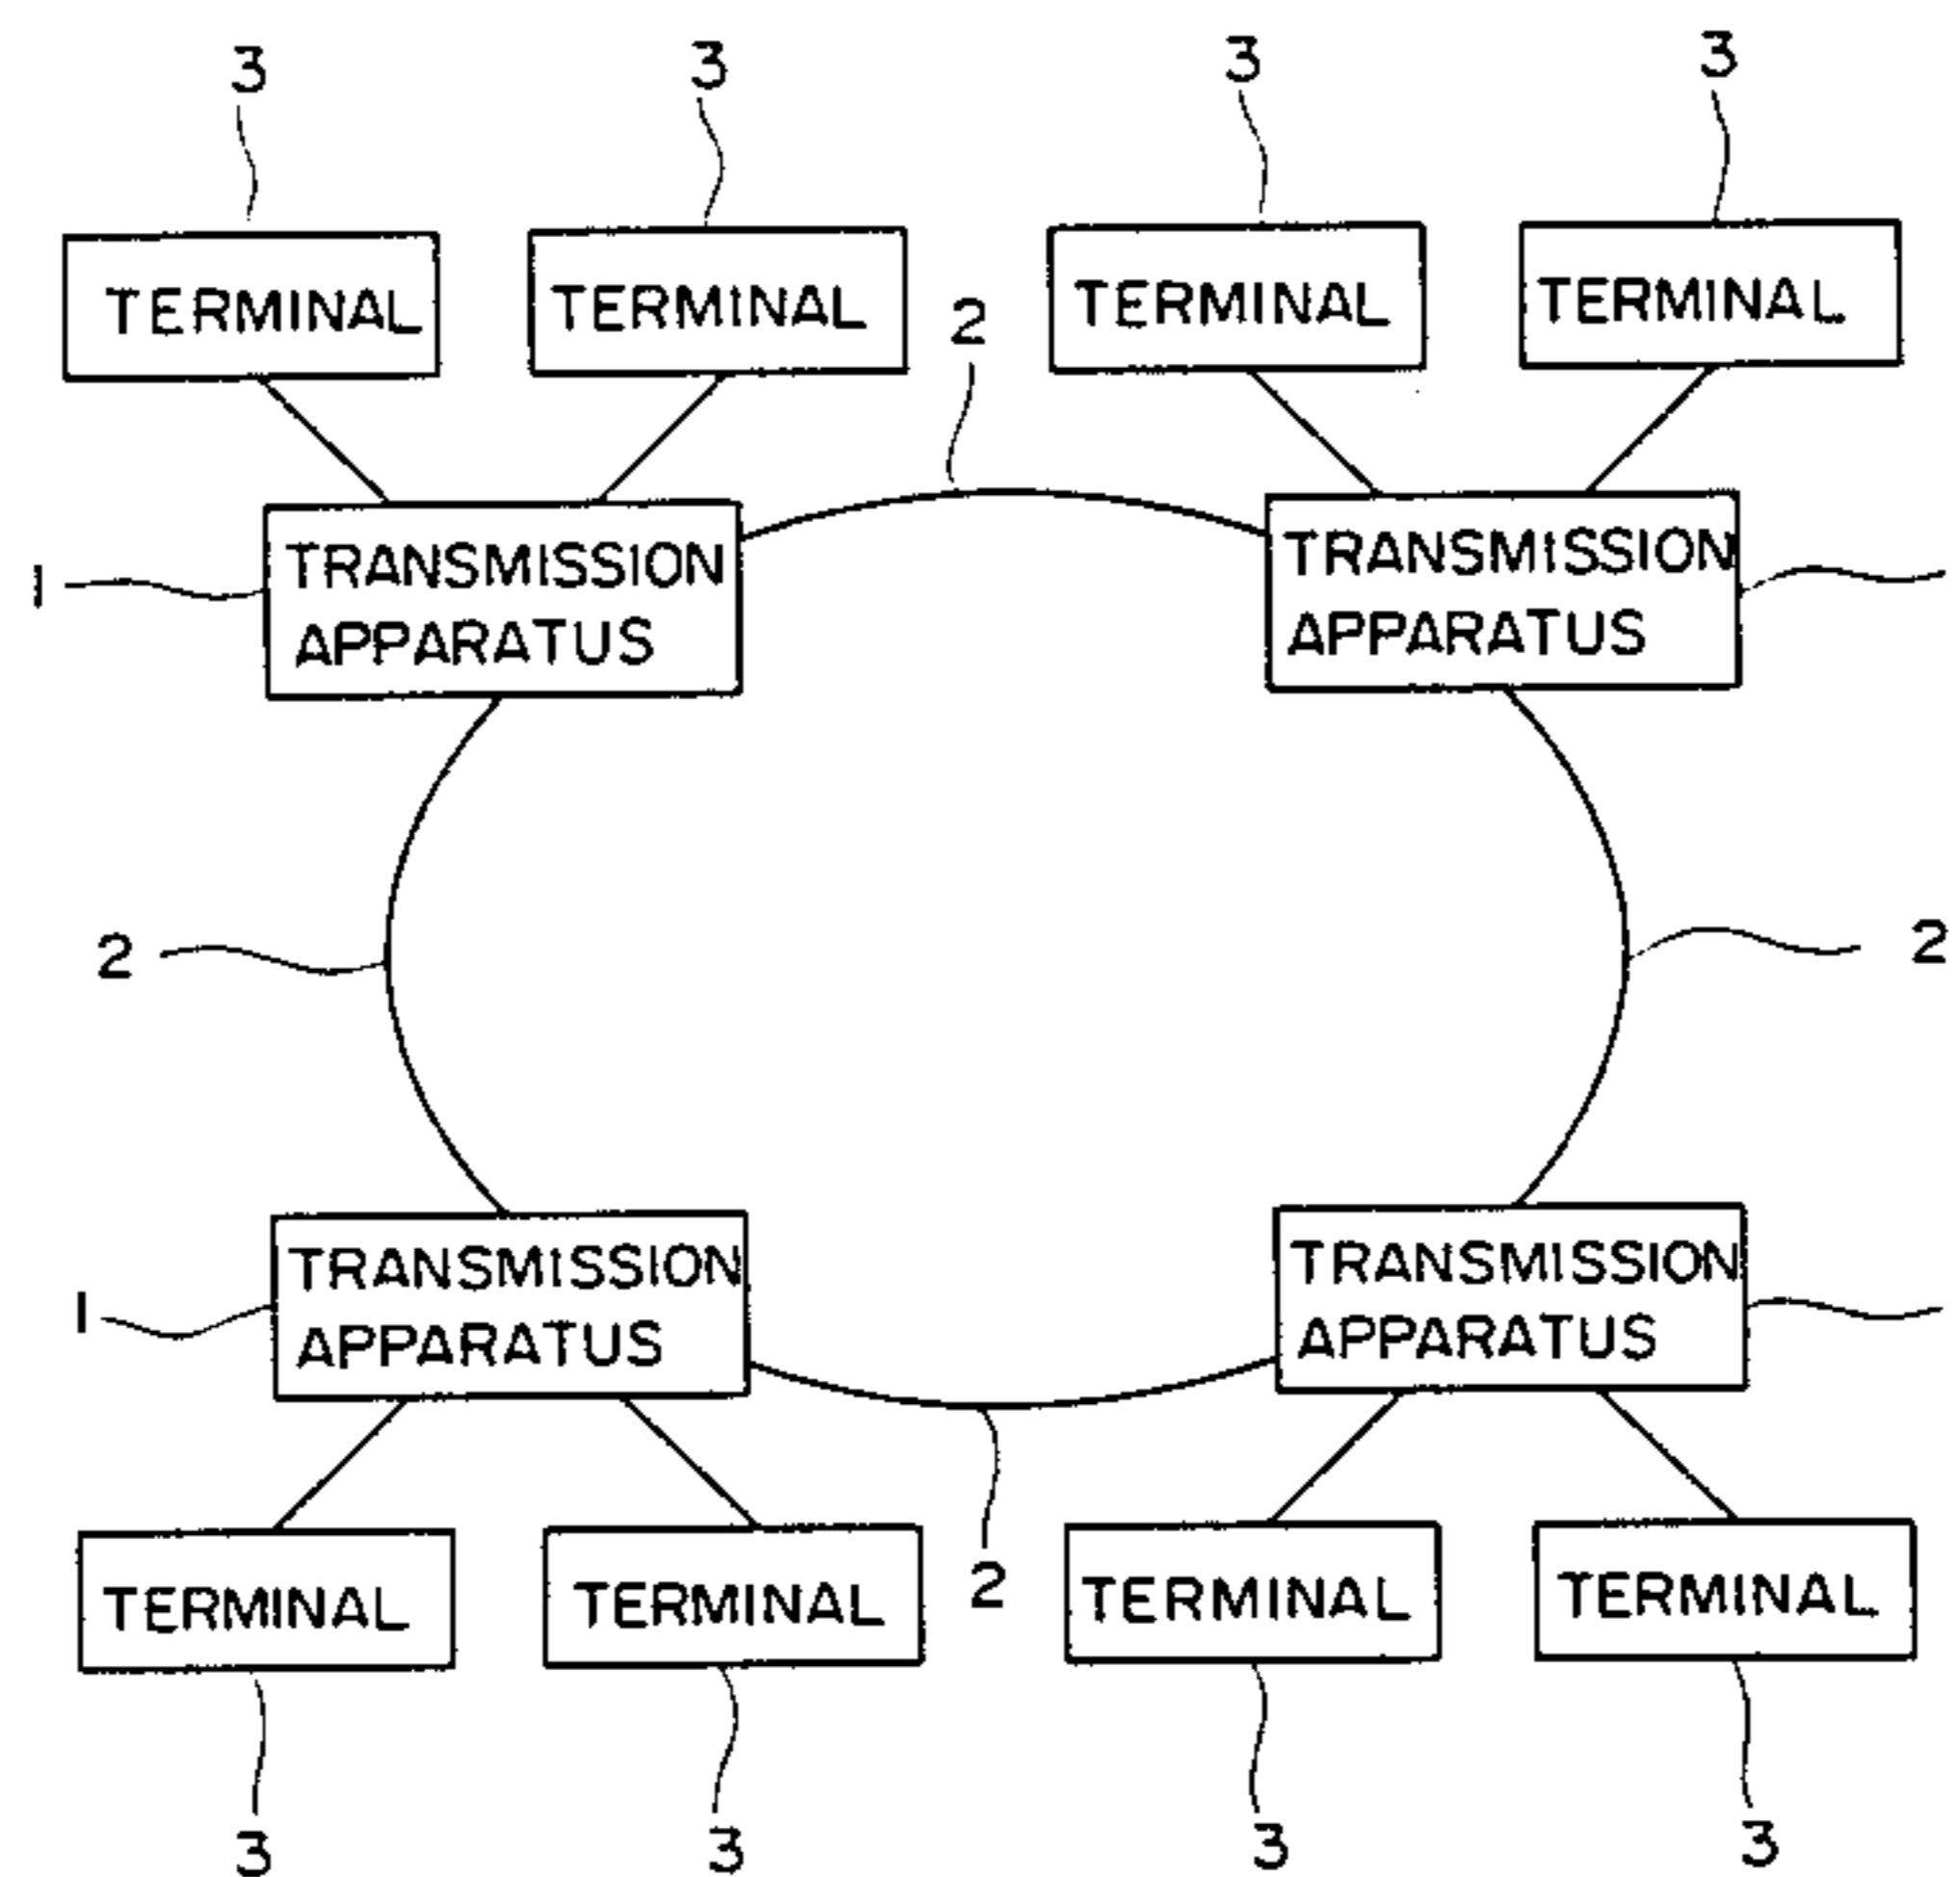 3 3 3 3
TERMINAL TERMINAL TERMINAL TERMINAL
2
1 TRANSMISSION APPARATUS
TRANSMISSION APPARATUS
2 2
1 TRANSMISSION APPARATUS
TRANSMISSION APPARATUS
TERMINAL TERMINAL 2 TERMINAL TERMINAL
3 3 3 3